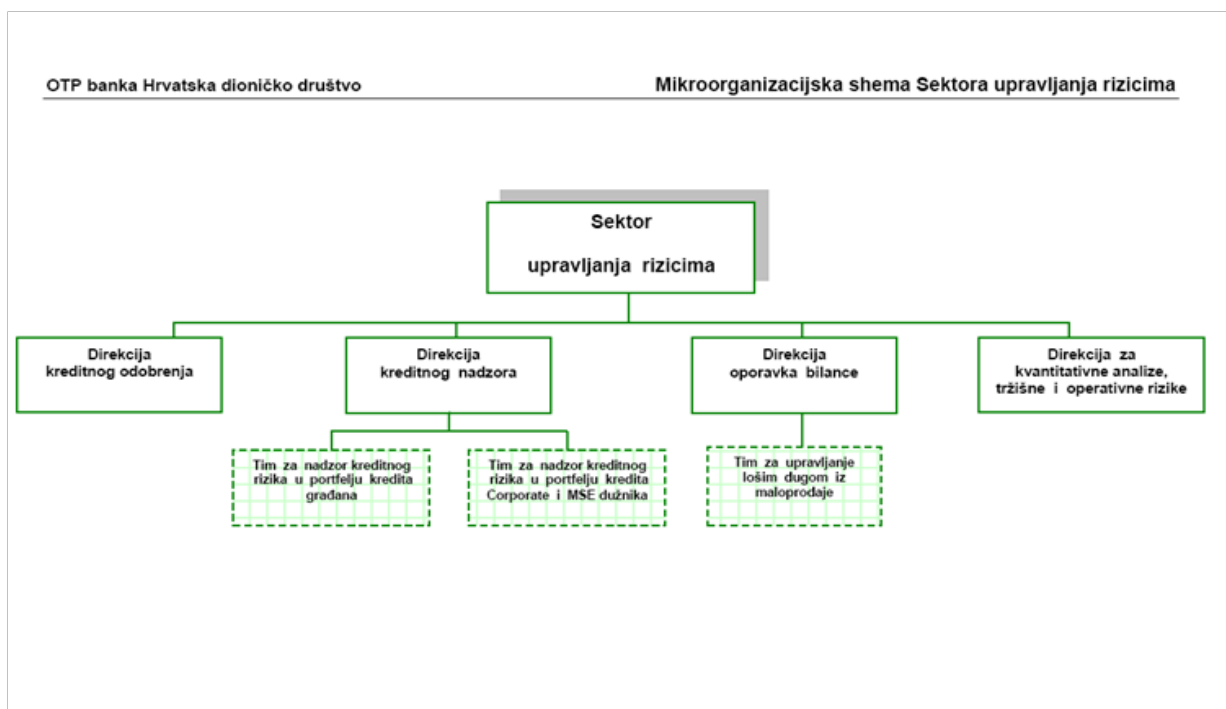 OTP banka Hrvatska dioničko društvo
Mikroorganizacijska shema Sektora upravljanja rizicima
Sektor
upravljanja rizicima
Direkcija
kreditnog odobrenja
Direkcija
kreditnog nadzora
Direkcija
oporavka bilance
Direkcija za
kvantitativne analize,
tržišne i operativne rizike
Tim za nadzor kreditnog
rizika u portfelju kredita
građana
Tim za nadzor kreditnog
rizika u portfelju kredita
Corporate i MSE dužnika
Tim za upravljanje
lošim dugom iz
maloprodaje